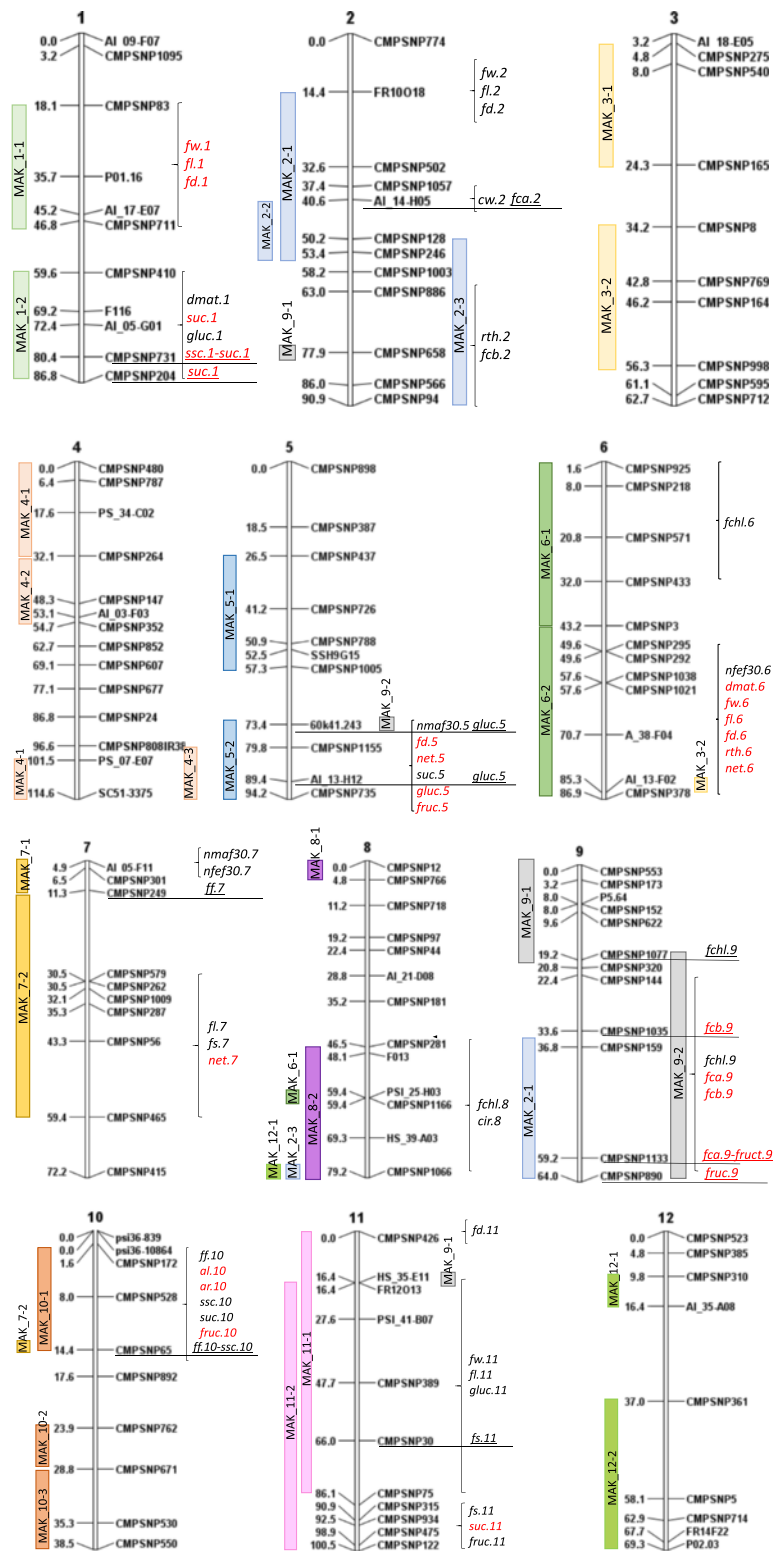 1
0.0 AI_09-F07
3.2 CMPSNP1095
18.1 CMPSNP83
35.7 P01.16
45.2 AI_17-E07
46.8 CMPSNP711
59.6 CMPSNP410
69.2 F116
72.4 AI_05-G01
80.4 CMPSNP731
86.8 CMPSNP204
MAK_1-1
MAK_1-2
fw.1
fl.1
fd.1
dmat.1
suc.1
gluc.1
ssc.1-suc.1
suc.1
2
0.0 CMPSNP774
14.4 FR10O18
32.6 CMPSNP502
37.4 CMPSNP1057
40.6 AI_14-H05
50.2 CMPSNP128
53.4 CMPSNP246
58.2 CMPSNP1003
63.0 CMPSNP886
77.9 CMPSNP658
86.0 CMPSNP566
90.9 CMPSNP94
MAK_2-1
MAK_2-2
MAK_9-1
MAK_2-3
fw.2
fl.2
fd.2
cw.2 fca.2
rth.2
fcb.2
3
3.2 AI_18-E05
4.8 CMPSNP275
8.0 CMPSNP540
24.3 CMPSNP165
34.2 CMPSNP8
42.8 CMPSNP769
46.2 CMPSNP164
56.3 CMPSNP998
61.1 CMPSNP595
62.7 CMPSNP712
MAK_3-1
MAK_3-2
4
0.0 CMPSNP480
6.4 CMPSNP787
17.6 PS_34-C02
32.1 CMPSNP264
48.3 CMPSNP147
53.1 AI_03-F03
54.7 CMPSNP352
62.7 CMPSNP852
69.1 CMPSNP607
77.1 CMPSNP677
86.8 CMPSNP24
96.6 CMPSNP808IR38
101.5 PS_07-E07
114.6 SC51-3375
MAK_4-1
MAK_4-2
MAK_4-1
MAK_4-3
5
0.0 CMPSNP898
18.5 CMPSNP387
26.5 CMPSNP437
41.2 CMPSNP726
50.9 CMPSNP788
52.5 SSH9G15
57.3 CMPSNP1005
73.4 60k41.243
79.8 CMPSNP1155
89.4 AI_13-H12
94.2 CMPSNP735
MAK_5-1
MAK_5-2
MAK_9-2
nmaf30.5 gluc.5
fd.5
net.5
suc.5 gluc.5
gluc.5
fruc.5
6
1.6 CMPSNP925
8.0 CMPSNP218
20.8 CMPSNP571
32.0 CMPSNP433
43.2 CMPSNP3
49.6 CMPSNP295
49.6 CMPSNP292
57.6 CMPSNP1038
57.6 CMPSNP1021
70.7 A_38-F04
85.3 AI_13-F02
86.9 CMPSNP378
MAK_6-1
MAK_6-2
MAK_3-2
fchl.6
nfef30.6
dmat.6
fw.6
fl.6
fd.6
rth.6
net.6
7
4.9 AI_05-F11
6.5 CMPSNP301
11.3 CMPSNP249
30.5 CMPSNP579
30.5 CMPSNP262
32.1 CMPSNP1009
35.3 CMPSNP287
43.3 CMPSNP56
59.4 CMPSNP465
72.2 CMPSNP415
MAK_7-1
MAK_7-2
nmaf30.7
nfef30.7
ff.7
fl.7
fs.7
net.7
8
0.0 CMPSNP12
4.8 CMPSNP766
11.2 CMPSNP718
19.2 CMPSNP97
22.4 CMPSNP44
28.8 AI_21-D08
35.2 CMPSNP181
46.5 CMPSNP281
48.1 F013
59.4 PSI_25-H03
59.4 CMPSNP1166
69.3 HS_39-A03
79.2 CMPSNP1066
MAK_8-1
MAK_6-1
MAK_8-2
MAK_12-1
MAK_2-3
fchl.8
cir.8
9
0.0 CMPSNP553
3.2 CMPSNP173
8.0 P5.64
8.0 CMPSNP152
9.6 CMPSNP622
19.2 CMPSNP1077
20.8 CMPSNP320
22.4 CMPSNP144
33.6 CMPSNP1035
36.8 CMPSNP159
59.2 CMPSNP1133
64.0 CMPSNP890
MAK_9-1
MAK_2-1
MAK_9-2
fchl.9
fcb.9
fchl.9
fca.9
fcb.9
fca.9-fruct.9
fruc.9
10
0.0 psi36-839
0.0 psi36-10864
1.6 CMPSNP172
8.0 CMPSNP528
14.4 CMPSNP65
17.6 CMPSNP892
23.9 CMPSNP762
28.8 CMPSNP671
35.3 CMPSNP530
38.5 CMPSNP550
MAK_7-2
MAK_10-1
MAK_10-2
MAK_10-3
ff.10
al.10
ar.10
ssc.10
suc.10
fruc.10
ff.10-ssc.10
11
0.0 CMPSNP426
16.4 HS_35-E11
16.4 FR12O13
27.6 PSI_41-B07
47.7 CMPSNP389
66.0 CMPSNP30
86.1 CMPSNP75
90.9 CMPSNP315
92.5 CMPSNP934
98.9 CMPSNP475
100.5 CMPSNP122
MAK_11-1
MAK_11-2
MAK_9-1
fd.11
fw.11
fl.11
gluc.11
fs.11
fs.11
suc.11
fruc.11
12
0.0 CMPSNP523
4.8 CMPSNP385
9.8 CMPSNP310
16.4 AI_35-A08
37.0 CMPSNP361
58.1 CMPSNP5
62.9 CMPSNP714
67.7 FR14F22
69.3 P02.03
MAK_12-1
MAK_12-2